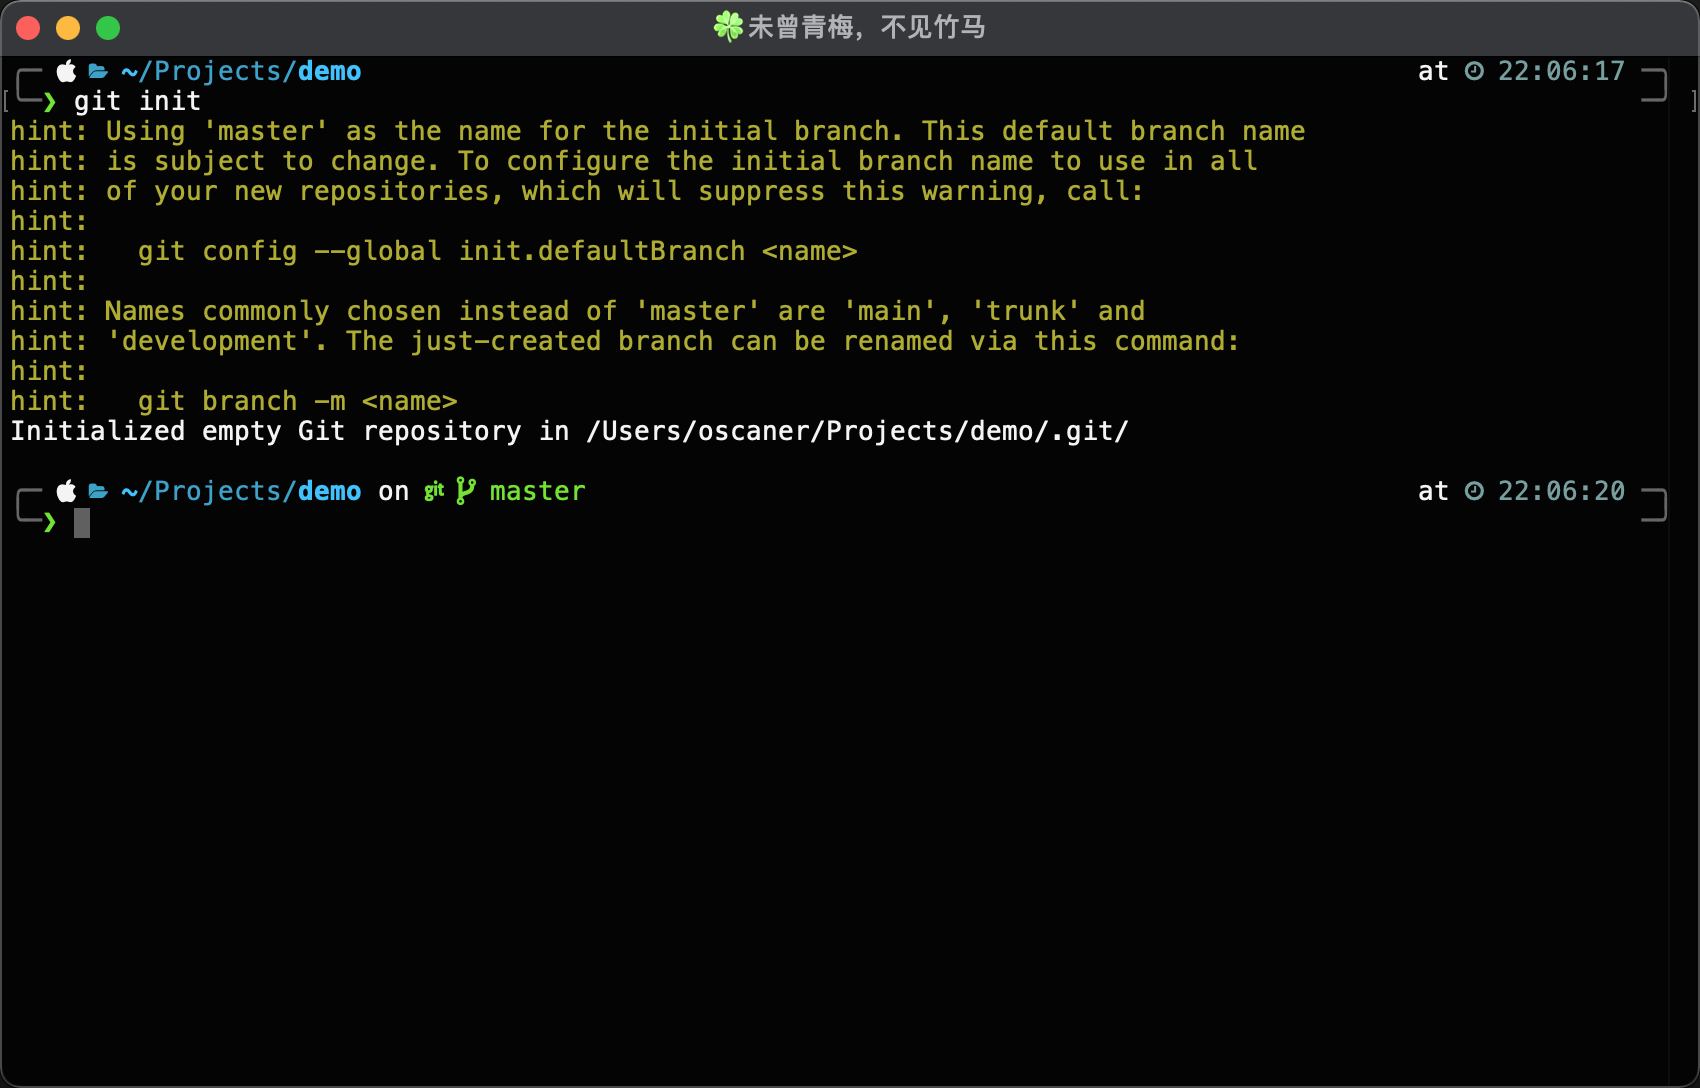 未曾青梅，不见竹马
~/Projects/demo at 22:06:17
❯ git init
hint: Using 'master' as the name for the initial branch. This default branch name
hint: is subject to change. To configure the initial branch name to use in all
hint: of your new repositories, which will suppress this warning, call:
hint:
hint:   git config --global init.defaultBranch <name>
hint:
hint: Names commonly chosen instead of 'master' are 'main', 'trunk' and
hint: 'development'. The just-created branch can be renamed via this command:
hint:
hint:   git branch -m <name>
Initialized empty Git repository in /Users/oscaner/Projects/demo/.git/
~/Projects/demo on git master at 22:06:20
❯